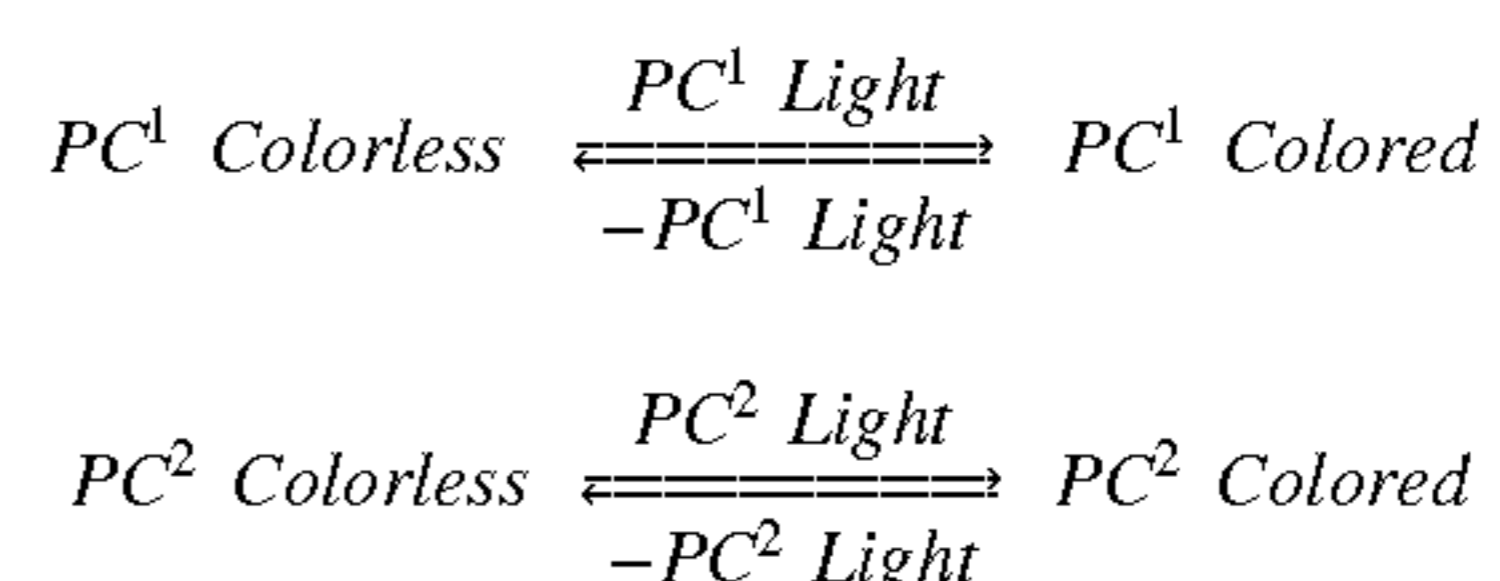 PC¹ Light
PC¹ Colorless ⇄ PC¹ Colored
−PC¹ Light
PC² Light
PC² Colorless ⇄ PC² Colored
−PC² Light